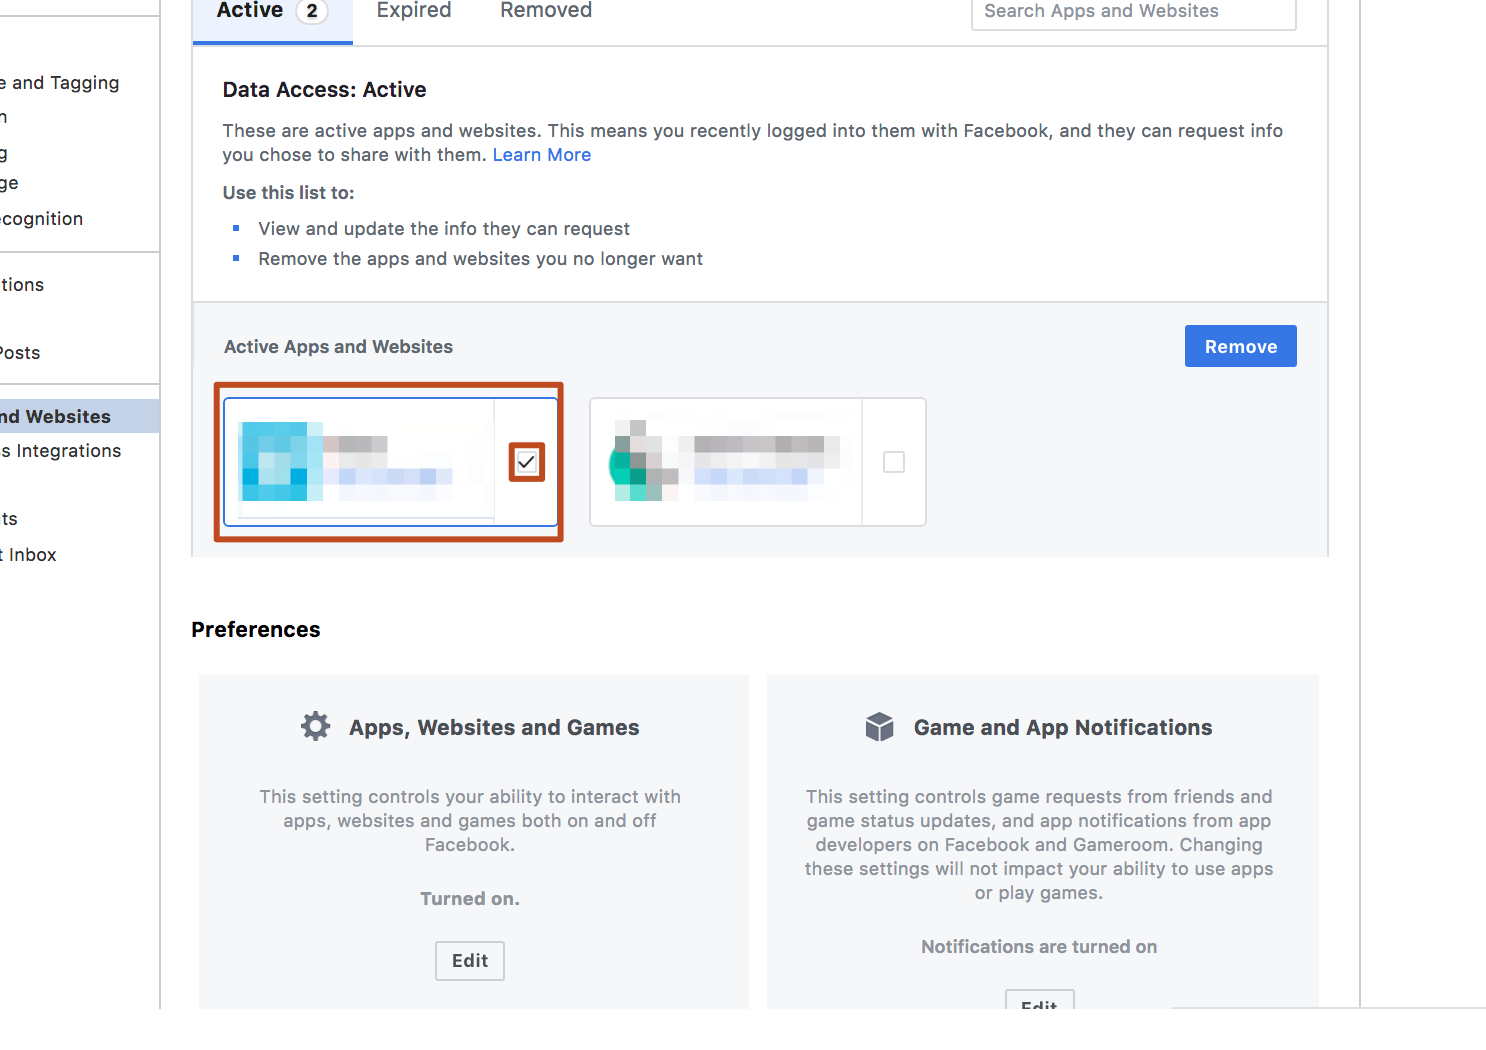 Active 2 Expired Removed Search Apps and Websites
e and Tagging
n
g
ge
ecognition
tions
Posts
nd Websites
s Integrations
ts
t Inbox
Data Access: Active
These are active apps and websites. This means you recently logged into them with Facebook, and they can request info
you chose to share with them. Learn More
Use this list to:
View and update the info they can request
Remove the apps and websites you no longer want
Active Apps and Websites
Remove
Preferences
Apps, Websites and Games
This setting controls your ability to interact with
apps, websites and games both on and off
Facebook.
Turned on.
Edit
Game and App Notifications
This setting controls game requests from friends and
game status updates, and app notifications from app
developers on Facebook and Gameroom. Changing
these settings will not impact your ability to use apps
or play games.
Notifications are turned on
Edit